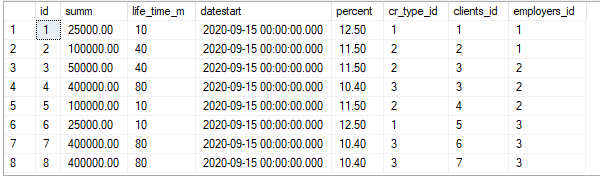 id summ life_time_m datestart percent cr_type_id clients_id employers_id
1 1 25000.00 10 2020-09-15 00:00:00.000 12.50 1 1 1
2 2 100000.00 40 2020-09-15 00:00:00.000 11.50 2 2 1
3 3 50000.00 40 2020-09-15 00:00:00.000 11.50 2 3 2
4 4 400000.00 80 2020-09-15 00:00:00.000 10.40 3 3 2
5 5 100000.00 10 2020-09-15 00:00:00.000 11.50 2 4 2
6 6 25000.00 10 2020-09-15 00:00:00.000 12.50 1 5 3
7 7 400000.00 80 2020-09-15 00:00:00.000 10.40 3 6 3
8 8 400000.00 80 2020-09-15 00:00:00.000 10.40 3 7 3